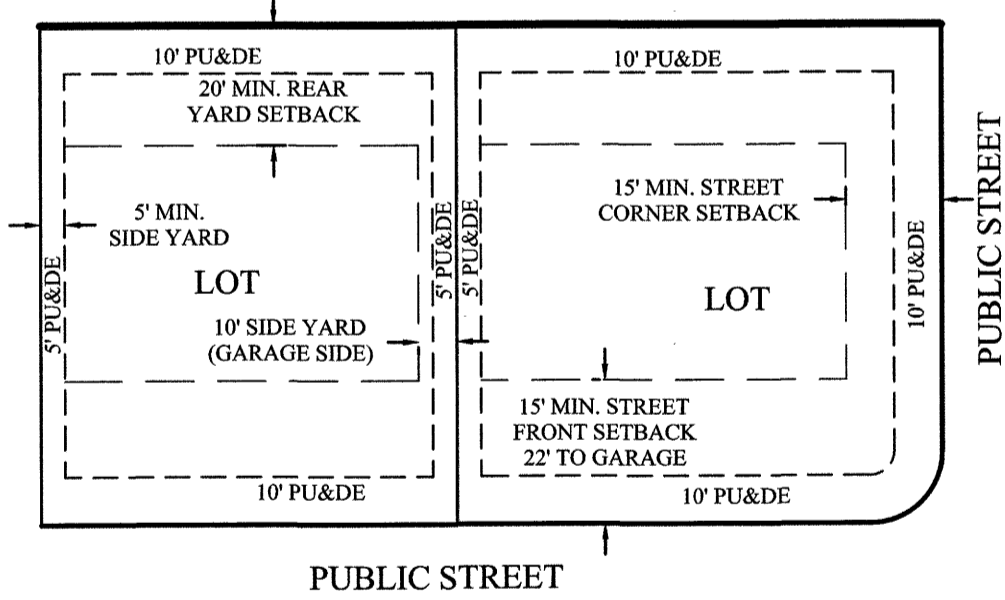 10' PU&DE
20' MIN. REAR
YARD SETBACK
5' MIN.
SIDE YARD
LOT
10' SIDE YARD
(GARAGE SIDE)
5' PU&DE
5' PU&DE
10' PU&DE
10' PU&DE
15' MIN. STREET
CORNER SETBACK
LOT
5' PU&DE
10' PU&DE
15' MIN. STREET
FRONT SETBACK
22' TO GARAGE
10' PU&DE
PUBLIC STREET
PUBLIC STREET